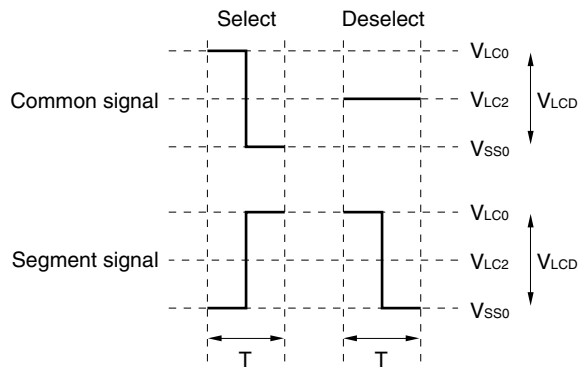 Select Deselect
VLC0
Common signal VLC2 VLCD
VSS0
VLC0
Segment signal VLC2 VLCD
VSS0
T T